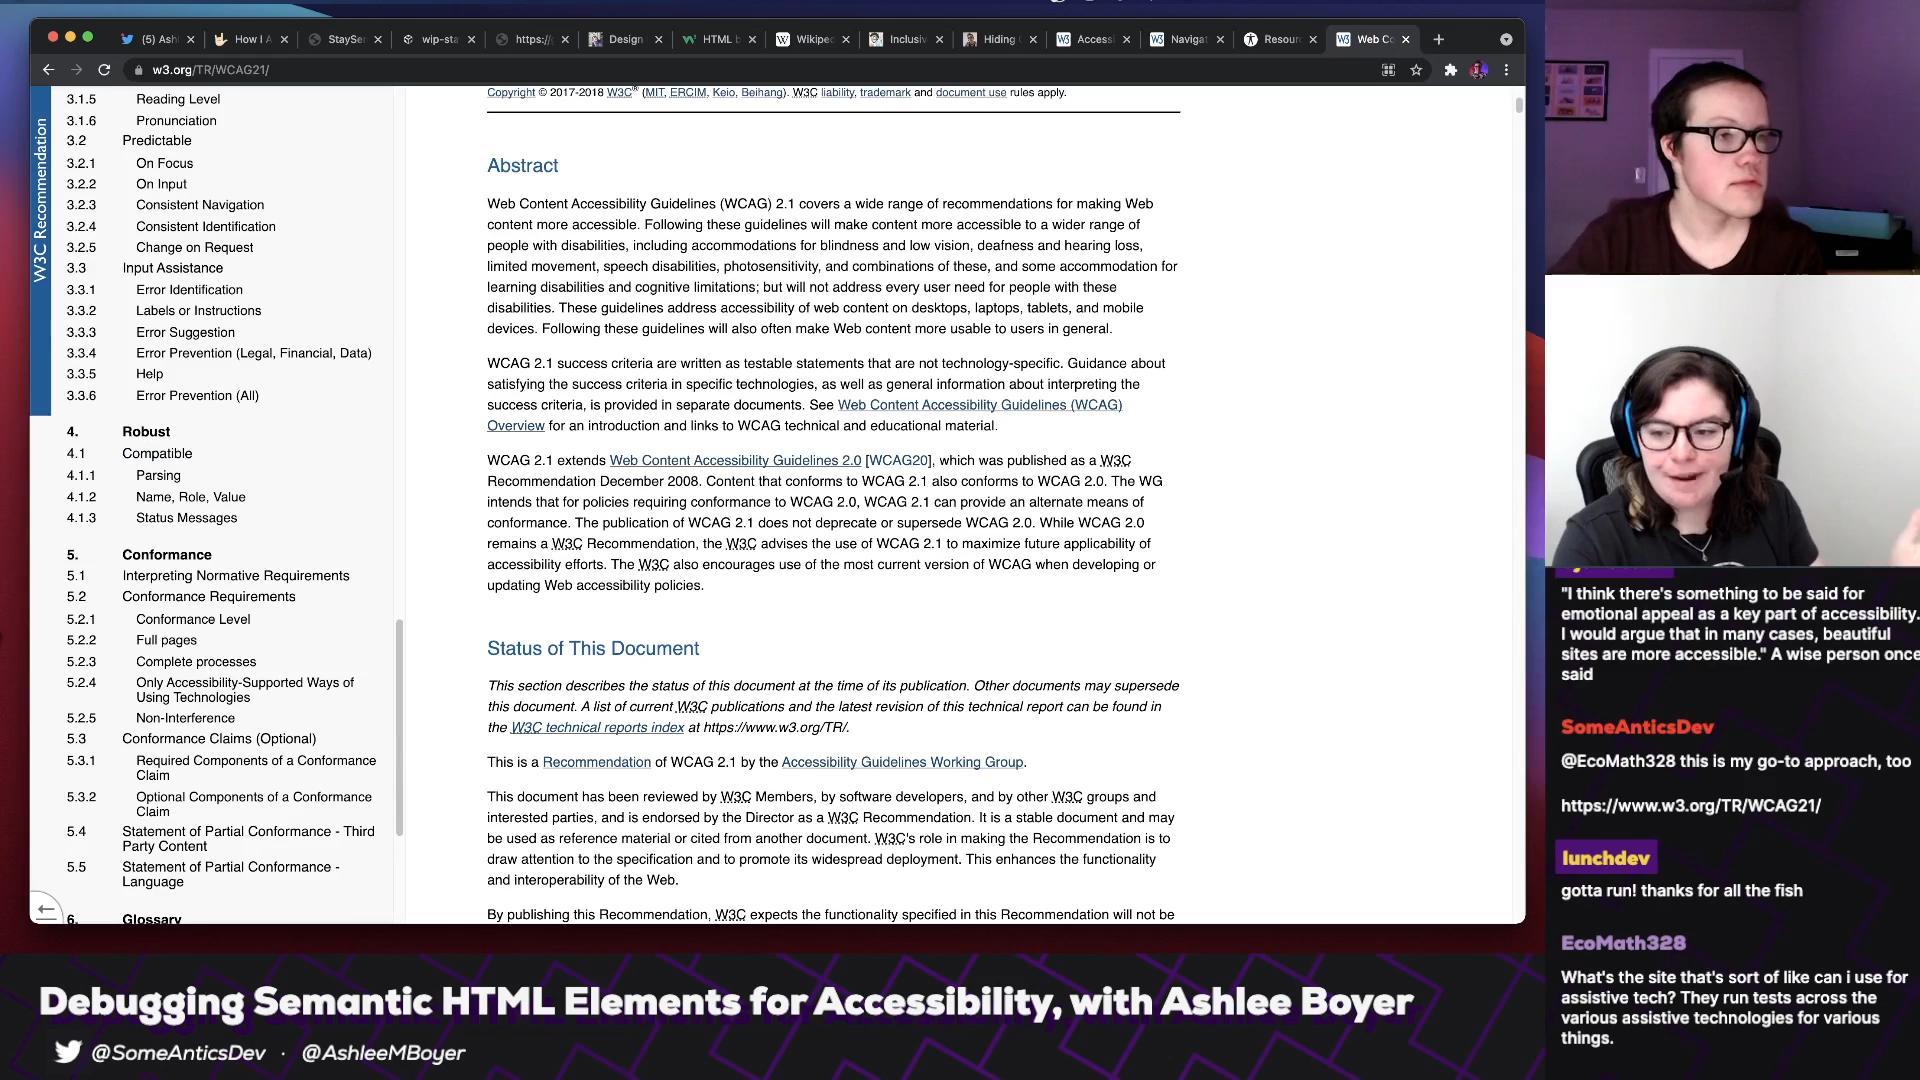 (5) Ashl
How I A
StaySer
wip-sta
https://
Design
HTML b
Wikipec
Inclusiv
Hiding
Accessi
Navigat
Resour
Web Co
w3.org/TR/WCAG21/
W3C Recommendation
3.1.5 Reading Level
3.1.6 Pronunciation
3.2 Predictable
3.2.1 On Focus
3.2.2 On Input
3.2.3 Consistent Navigation
3.2.4 Consistent Identification
3.2.5 Change on Request
3.3 Input Assistance
3.3.1 Error Identification
3.3.2 Labels or Instructions
3.3.3 Error Suggestion
3.3.4 Error Prevention (Legal, Financial, Data)
3.3.5 Help
3.3.6 Error Prevention (All)
4. Robust
4.1 Compatible
4.1.1 Parsing
4.1.2 Name, Role, Value
4.1.3 Status Messages
5. Conformance
5.1 Interpreting Normative Requirements
5.2 Conformance Requirements
5.2.1 Conformance Level
5.2.2 Full pages
5.2.3 Complete processes
5.2.4 Only Accessibility-Supported Ways of
Using Technologies
5.2.5 Non-Interference
5.3 Conformance Claims (Optional)
5.3.1 Required Components of a Conformance
Claim
5.3.2 Optional Components of a Conformance
Claim
5.4 Statement of Partial Conformance - Third
Party Content
5.5 Statement of Partial Conformance -
Language
6. Glossary
Copyright © 2017-2018 W3C® (MIT, ERCIM, Keio, Beihang). W3C liability, trademark and document use rules apply.
Abstract
Web Content Accessibility Guidelines (WCAG) 2.1 covers a wide range of recommendations for making Web
content more accessible. Following these guidelines will make content more accessible to a wider range of
people with disabilities, including accommodations for blindness and low vision, deafness and hearing loss,
limited movement, speech disabilities, photosensitivity, and combinations of these, and some accommodation for
learning disabilities and cognitive limitations; but will not address every user need for people with these
disabilities. These guidelines address accessibility of web content on desktops, laptops, tablets, and mobile
devices. Following these guidelines will also often make Web content more usable to users in general.
WCAG 2.1 success criteria are written as testable statements that are not technology-specific. Guidance about
satisfying the success criteria in specific technologies, as well as general information about interpreting the
success criteria, is provided in separate documents. See Web Content Accessibility Guidelines (WCAG)
Overview for an introduction and links to WCAG technical and educational material.
WCAG 2.1 extends Web Content Accessibility Guidelines 2.0 [WCAG20], which was published as a W3C
Recommendation December 2008. Content that conforms to WCAG 2.1 also conforms to WCAG 2.0. The WG
intends that for policies requiring conformance to WCAG 2.0, WCAG 2.1 can provide an alternate means of
conformance. The publication of WCAG 2.1 does not deprecate or supersede WCAG 2.0. While WCAG 2.0
remains a W3C Recommendation, the W3C advises the use of WCAG 2.1 to maximize future applicability of
accessibility efforts. The W3C also encourages use of the most current version of WCAG when developing or
updating Web accessibility policies.
Status of This Document
This section describes the status of this document at the time of its publication. Other documents may supersede
this document. A list of current W3C publications and the latest revision of this technical report can be found in
the W3C technical reports index at https://www.w3.org/TR/.
This is a Recommendation of WCAG 2.1 by the Accessibility Guidelines Working Group.
This document has been reviewed by W3C Members, by software developers, and by other W3C groups and
interested parties, and is endorsed by the Director as a W3C Recommendation. It is a stable document and may
be used as reference material or cited from another document. W3C's role in making the Recommendation is to
draw attention to the specification and to promote its widespread deployment. This enhances the functionality
and interoperability of the Web.
By publishing this Recommendation, W3C expects the functionality specified in this Recommendation will not be
"I think there's something to be said for
emotional appeal as a key part of accessibility.
I would argue that in many cases, beautiful
sites are more accessible." A wise person once
said
SomeAnticsDev
@EcoMath328 this is my go-to approach, too
https://www.w3.org/TR/WCAG21/
lunchdev
gotta run! thanks for all the fish
EcoMath328
What's the site that's sort of like can i use for
assistive tech? They run tests across the
various assistive technologies for various
things.
Debugging Semantic HTML Elements for Accessibility, with Ashlee Boyer
@SomeAnticsDev · @AshleeMBoyer